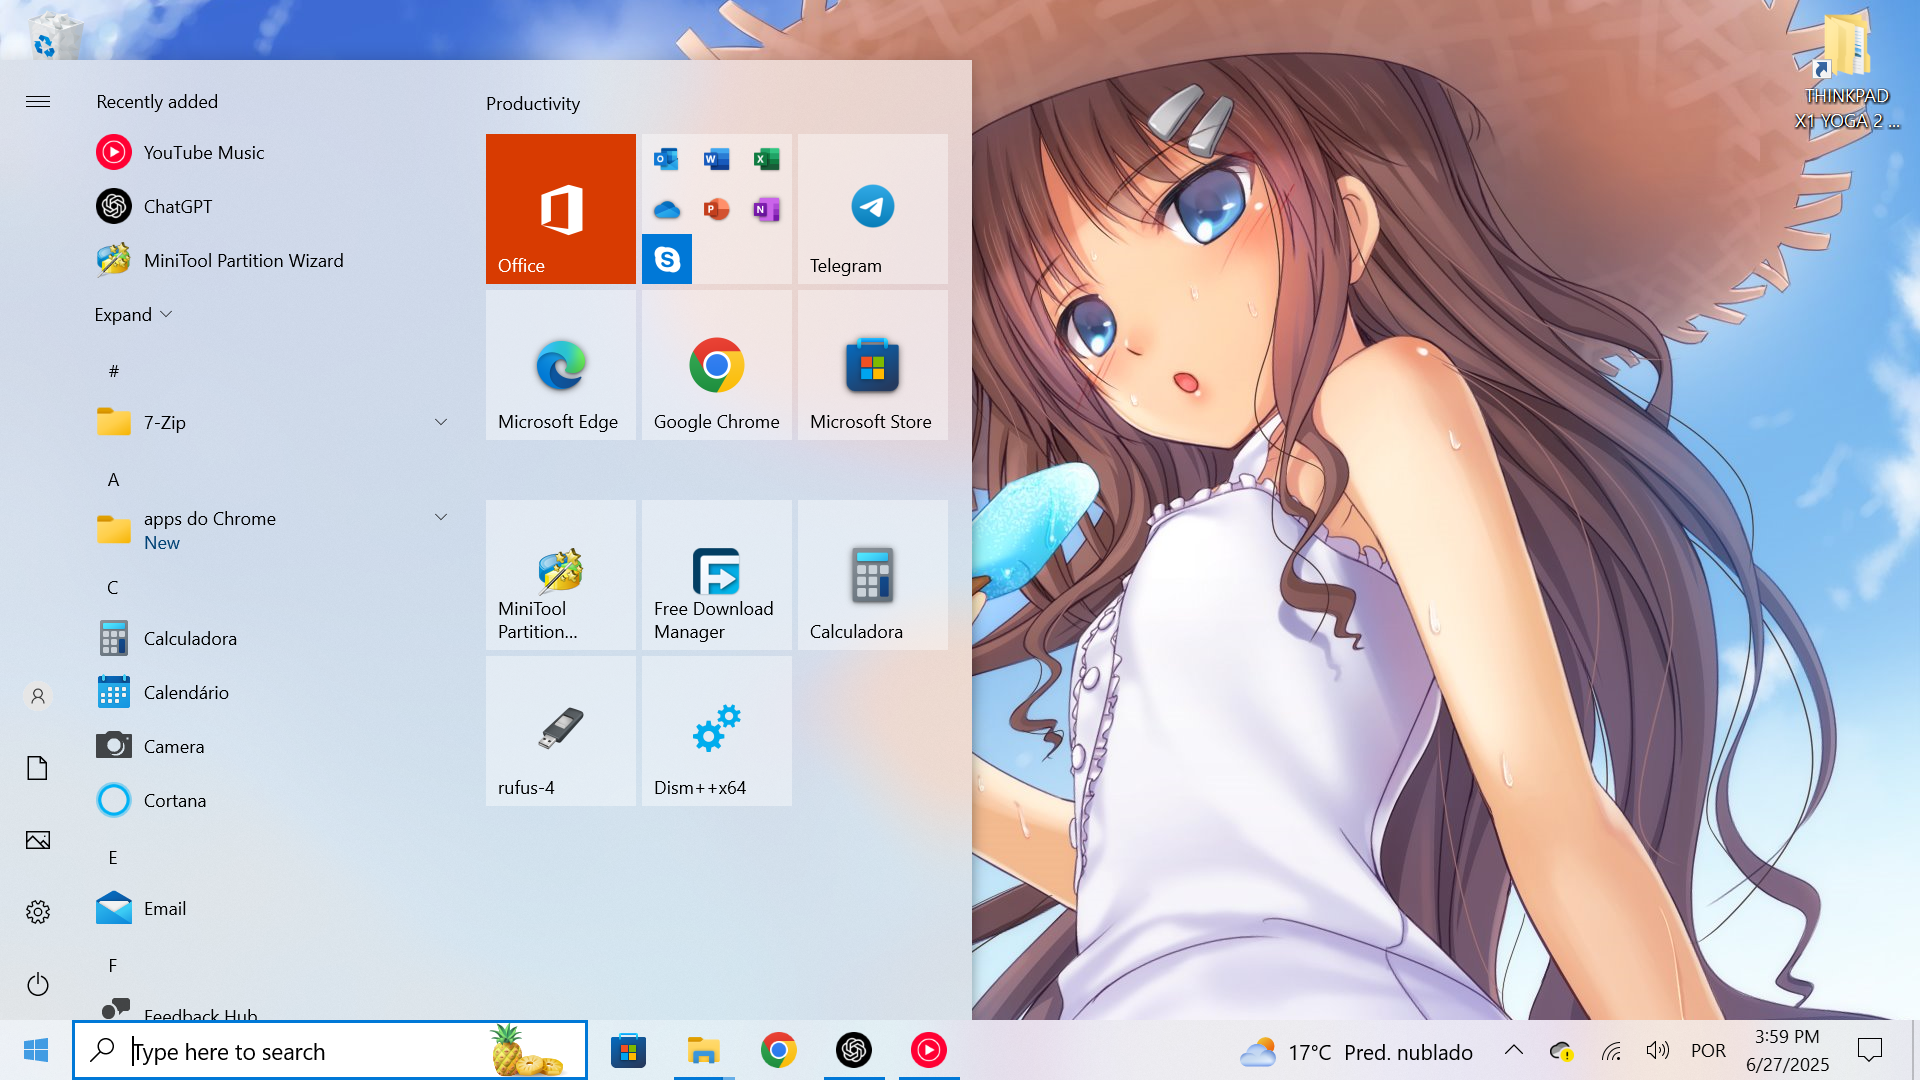 Recently added
YouTube Music
ChatGPT
MiniTool Partition Wizard
Expand
#
7-Zip
A
apps do Chrome
New
C
Calculadora
Calendário
Camera
Cortana
E
Email
F
Feedback Hub
Productivity
Office
Telegram
Microsoft Edge
Google Chrome
Microsoft Store
MiniTool
Partition...
Free Download
Manager
Calculadora
rufus-4
Dism++x64
THINKPAD
X1 YOGA 2 ...
Type here to search
17°C Pred. nublado
POR
3:59 PM
6/27/2025